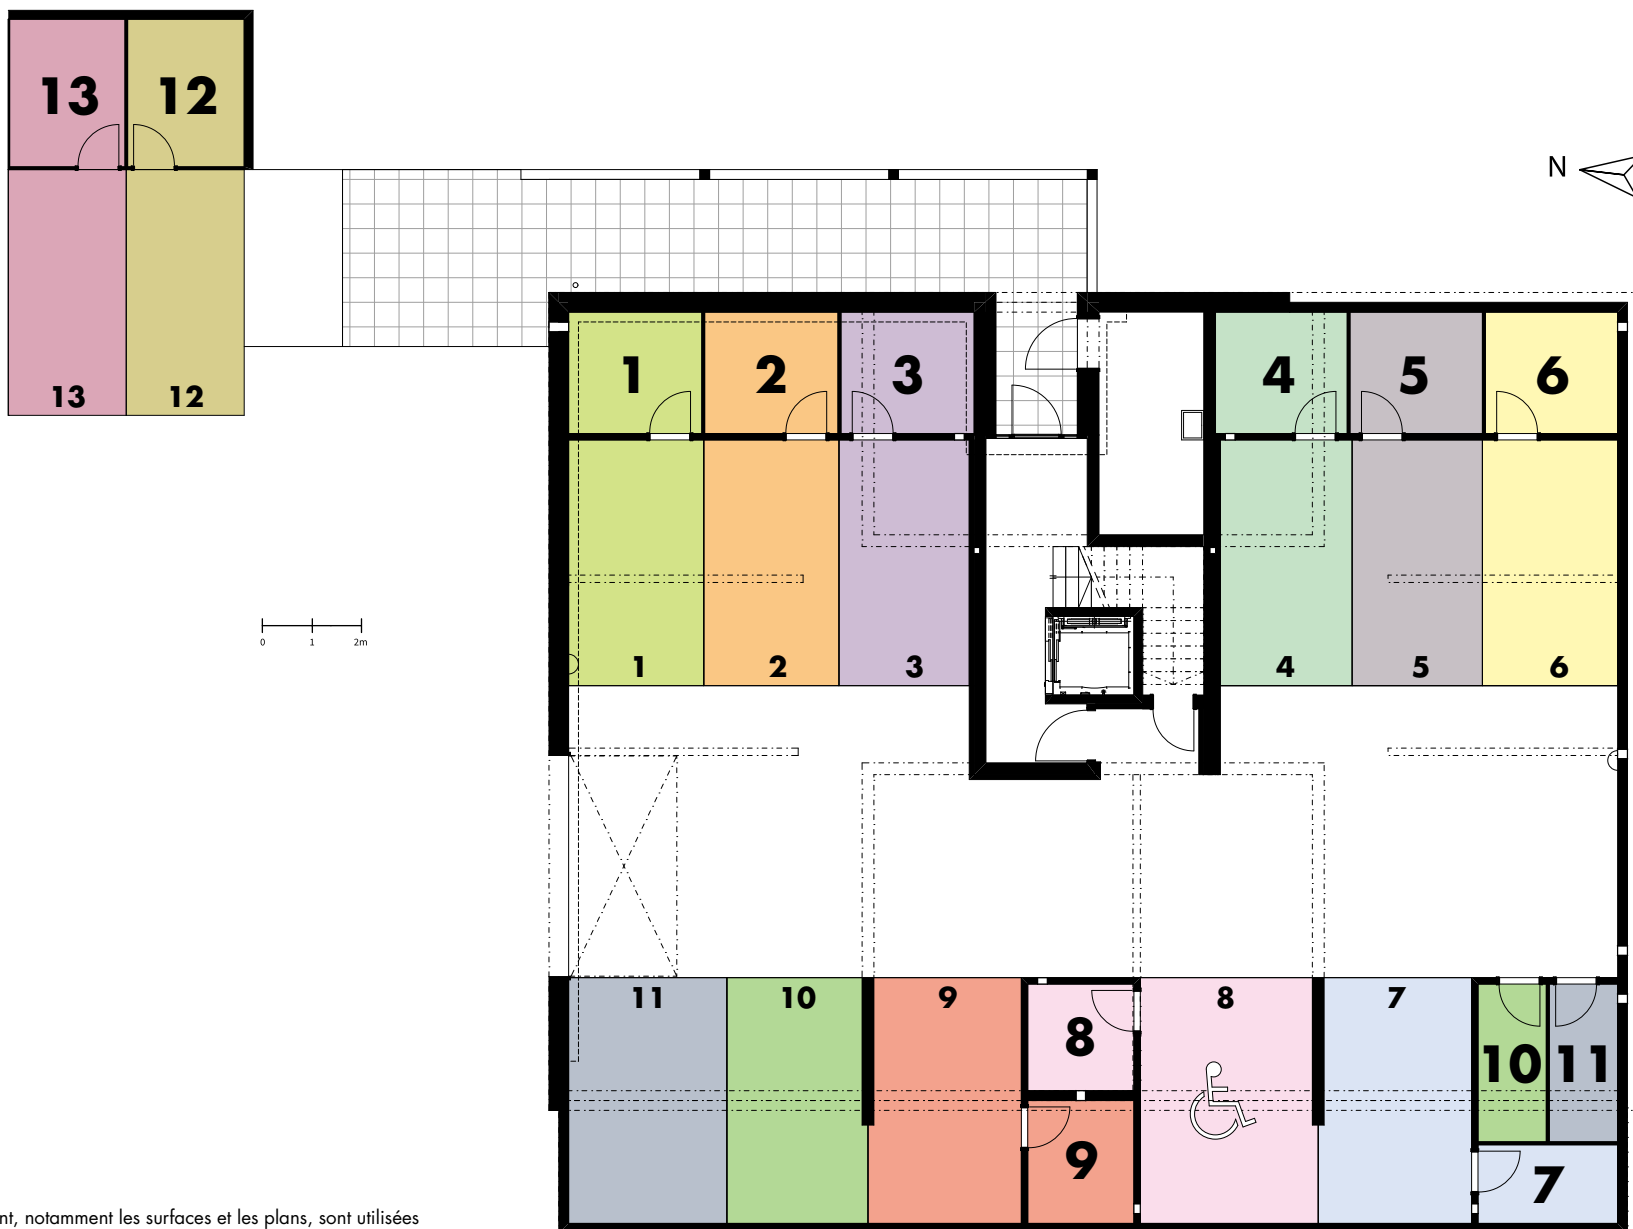 13 12
N
1 2 3 4 5 6
13 12
0 1 2m
1 2 3 4 5 6
11 10 9 8 7
8 10 11
9 7
nt, notamment les surfaces et les plans, sont utilisées